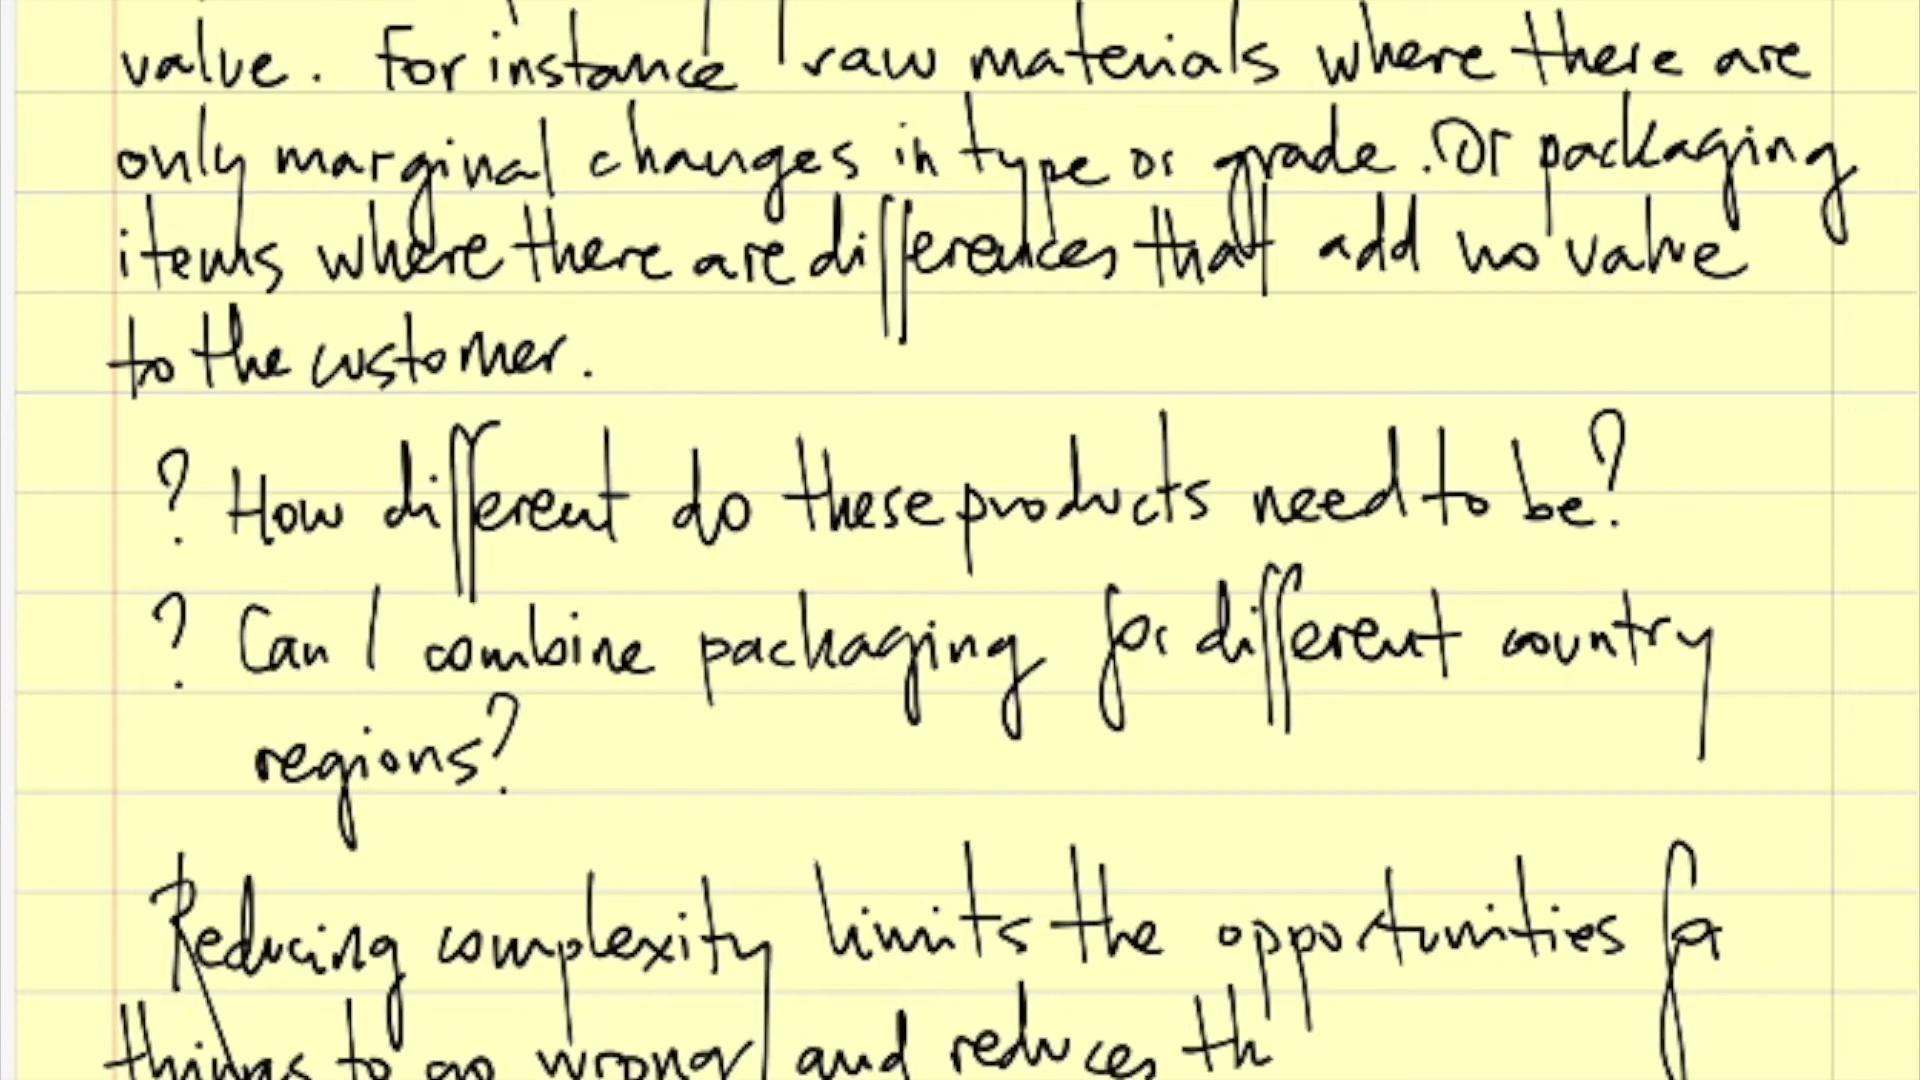 value. For instance raw materials where there are
only marginal changes in type or grade. Or packaging
items where there are differences that add no value
to the customer.
? How different do these products need to be?
? Can I combine packaging for different country
regions?
Reducing complexity limits the opportunities for
things to go wrong and reduces th